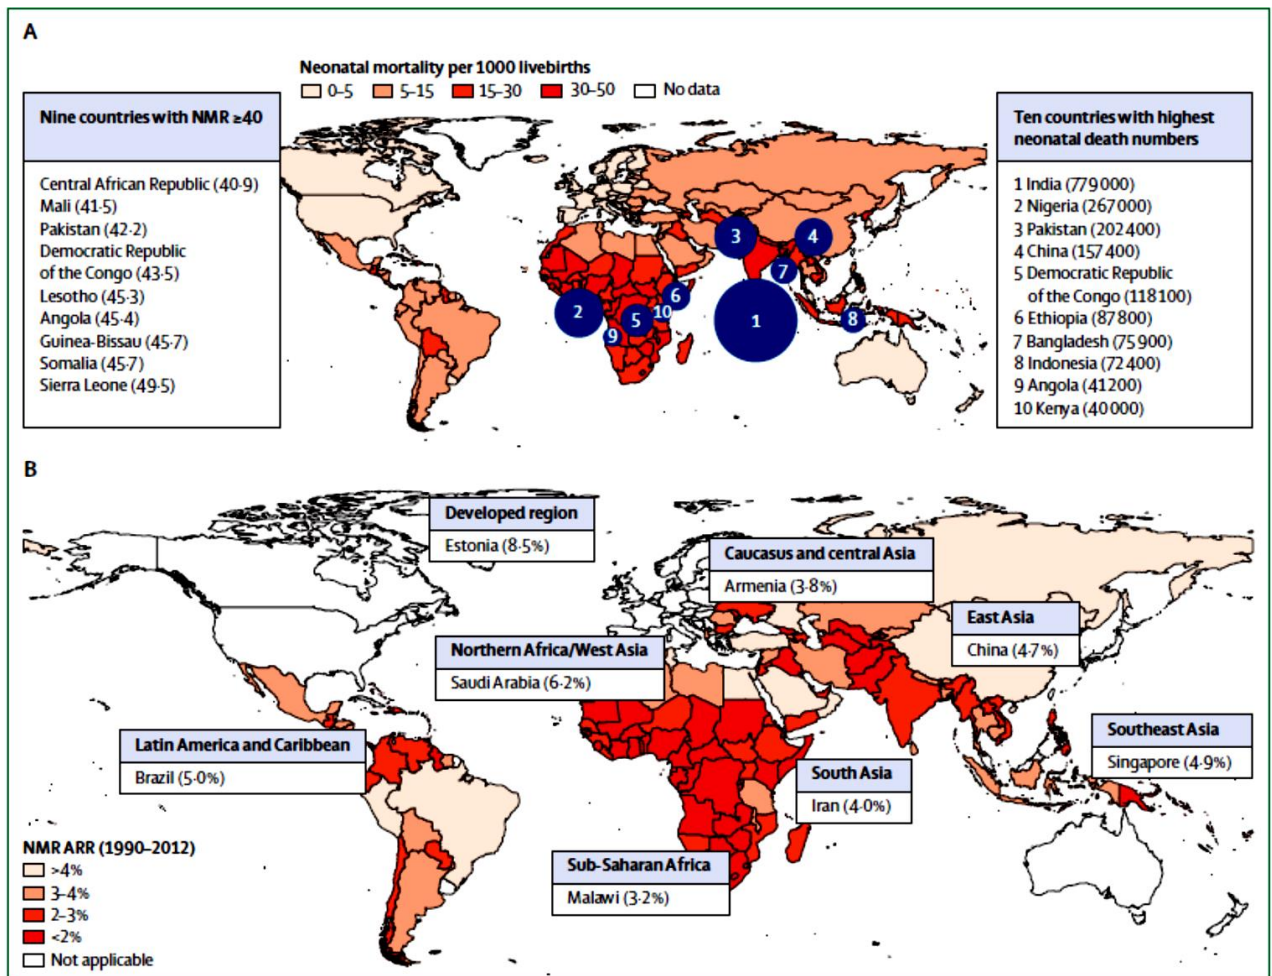 A
Neonatal mortality per 1000 livebirths
0–5 5–15 15–30 30–50 No data
Nine countries with NMR ≥40
Central African Republic (40·9)
Mali (41·5)
Pakistan (42·2)
Democratic Republic
of the Congo (43·5)
Lesotho (45·3)
Angola (45·4)
Guinea-Bissau (45·7)
Somalia (45·7)
Sierra Leone (49·5)
3
4
7
6
2
5
10
1
8
9
Ten countries with highest
neonatal death numbers
1 India (779 000)
2 Nigeria (267 000)
3 Pakistan (202 400)
4 China (157 400)
5 Democratic Republic
of the Congo (118 100)
6 Ethiopia (87 800)
7 Bangladesh (75 900)
8 Indonesia (72 400)
9 Angola (41 200)
10 Kenya (40 000)
B
Developed region
Estonia (8·5%)
Caucasus and central Asia
Armenia (3·8%)
East Asia
China (4·7%)
Northern Africa/West Asia
Saudi Arabia (6·2%)
Latin America and Caribbean
Brazil (5·0%)
Southeast Asia
Singapore (4·9%)
South Asia
Iran (4·0%)
Sub-Saharan Africa
Malawi (3·2%)
NMR ARR (1990–2012)
>4%
3–4%
2–3%
<2%
Not applicable